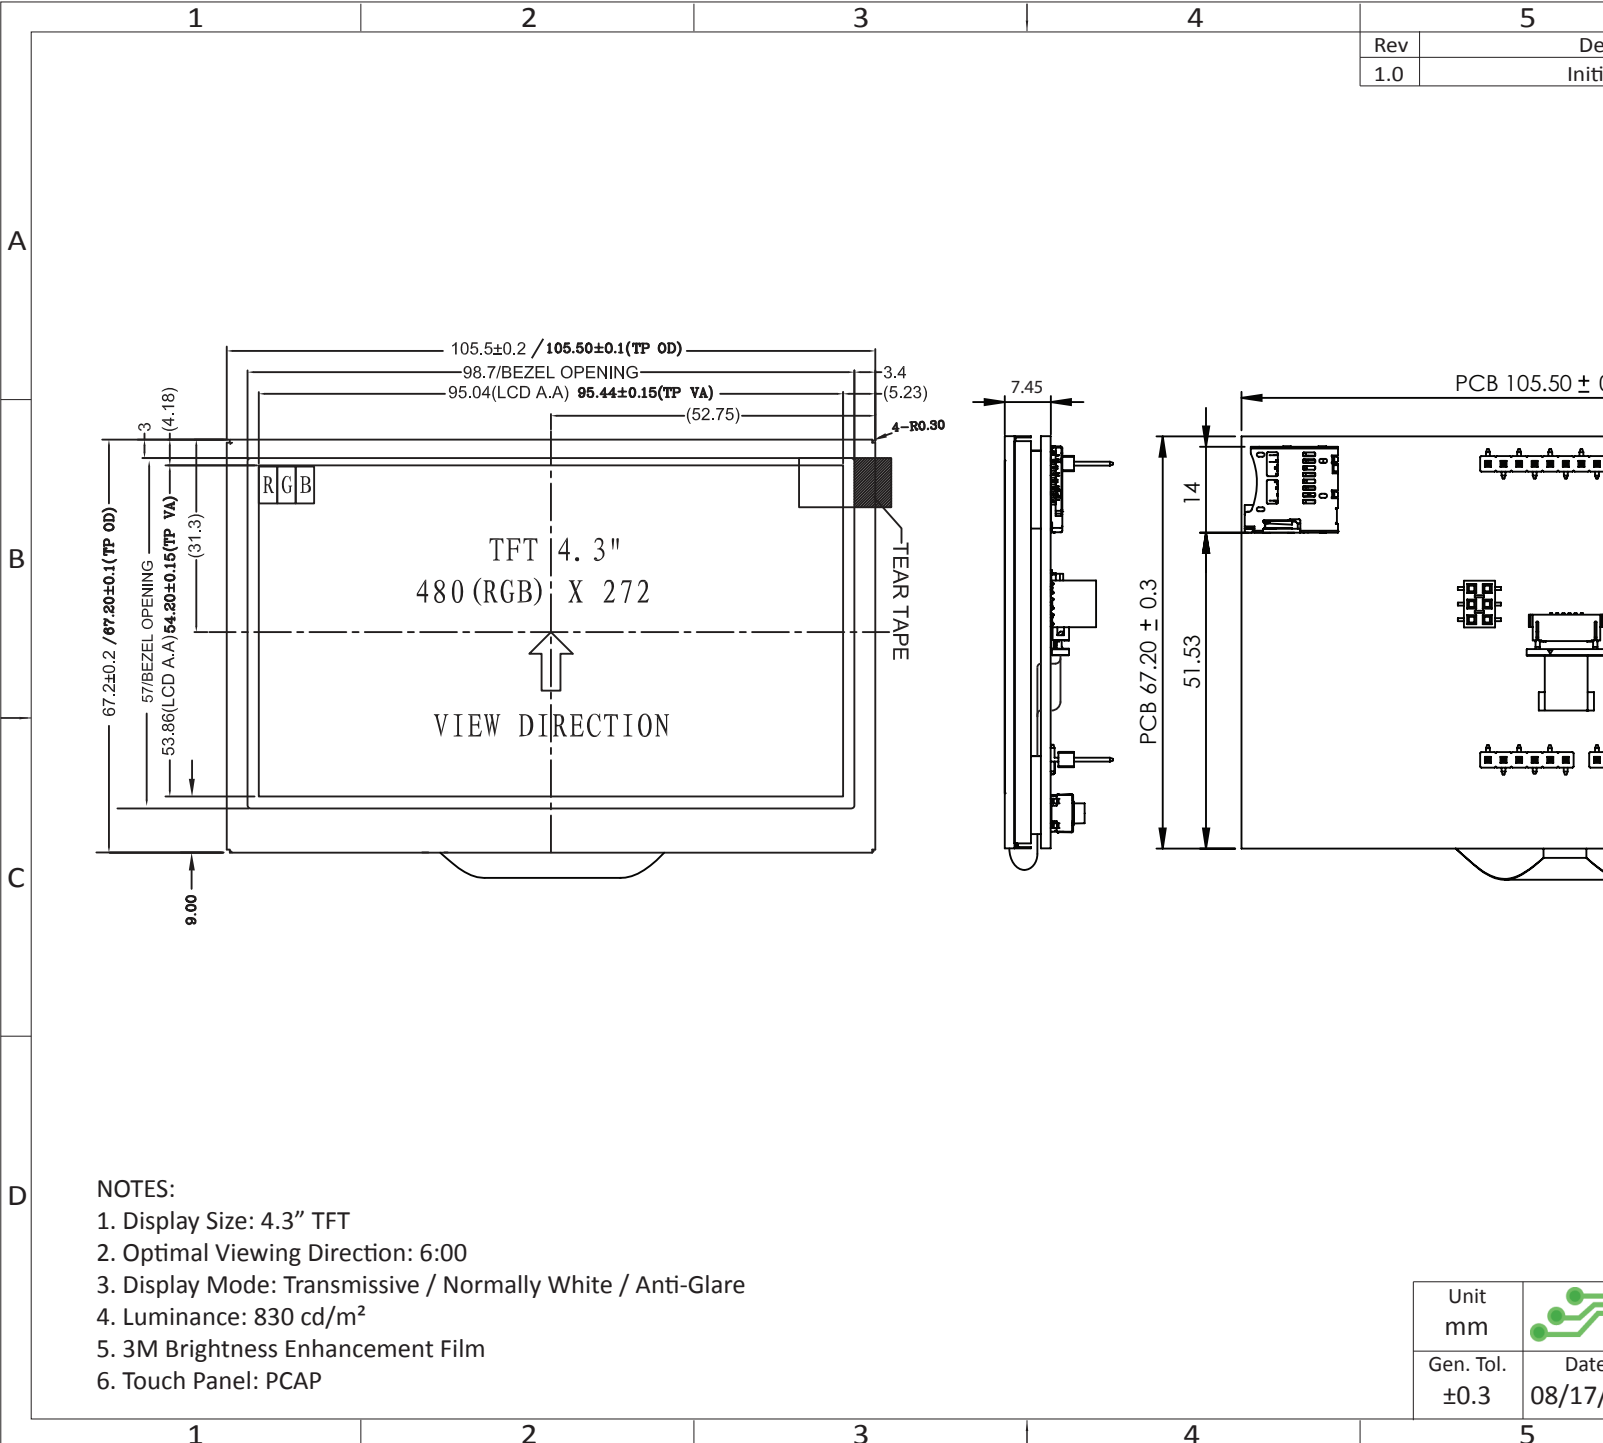 1 2 3 4 5
Rev De
1.0 Initi
A
B
C
D
105.5±0.2 / 105.50±0.1(TP OD)
98.7/BEZEL OPENING
3.4
95.04(LCD A.A) 95.44±0.15(TP VA)
(5.23)
(52.75)
4-R0.30
3
(4.18)
(31.3)
67.2±0.2 / 67.20±0.1(TP OD)
57/BEZEL OPENING
53.86(LCD A.A) 54.20±0.15(TP VA)
9.00
R G B
TFT 4.3"
480(RGB) X 272
VIEW DIRECTION
TEAR TAPE
7.45
PCB 105.50 ± 0
14
PCB 67.20 ± 0.3
51.53
NOTES:
1. Display Size: 4.3” TFT
2. Optimal Viewing Direction: 6:00
3. Display Mode: Transmissive / Normally White / Anti-Glare
4. Luminance: 830 cd/m²
5. 3M Brightness Enhancement Film
6. Touch Panel: PCAP
Unit
mm
Gen. Tol.
±0.3
Date
08/17/
1 2 3 4 5